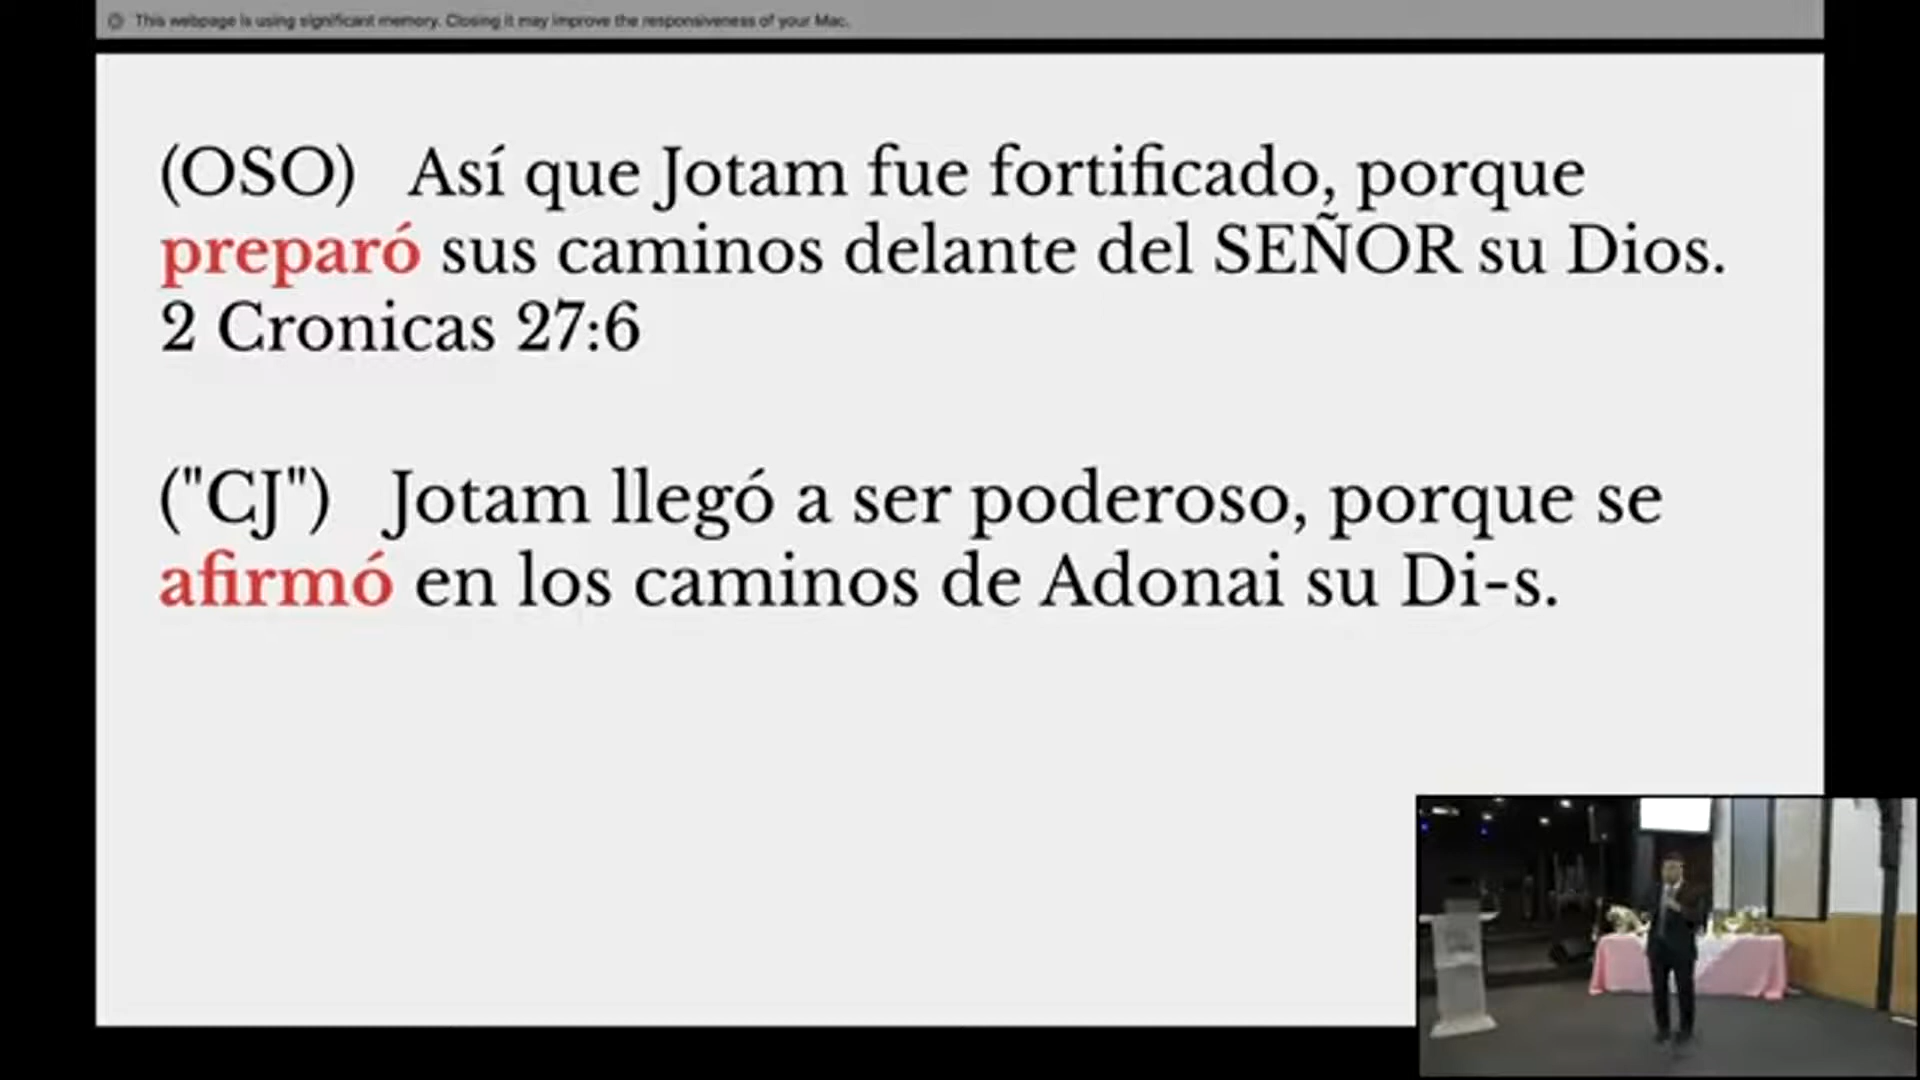 This webpage is using significant memory. Closing it may improve the responsiveness of your Mac.
(OSO) Así que Jotam fue fortificado, porque
preparó sus caminos delante del SEÑOR su Dios.
2 Cronicas 27:6
("CJ") Jotam llegó a ser poderoso, porque se
afirmó en los caminos de Adonai su Di-s.